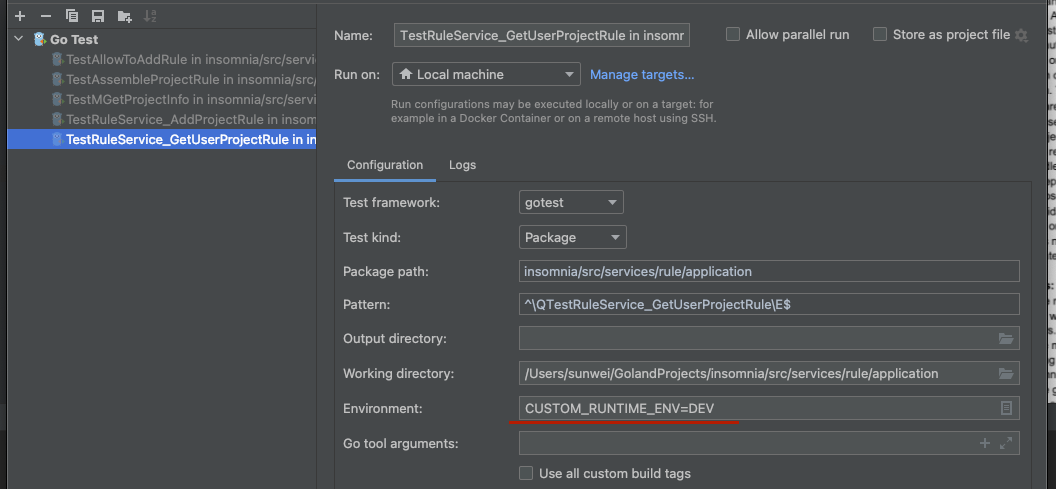 Go Test
TestAllowToAddRule in insomnia/src/servi
TestAssembleProjectRule in insomnia/src/
TestMGetProjectInfo in insomnia/src/servi
TestRuleService_AddProjectRule in insom
TestRuleService_GetUserProjectRule in in
Name: TestRuleService_GetUserProjectRule in insomr Allow parallel run Store as project file
Run on: Local machine Manage targets...
Run configurations may be executed locally or on a target: for
example in a Docker Container or on a remote host using SSH.
Configuration Logs
Test framework: gotest
Test kind: Package
Package path: insomnia/src/services/rule/application
Pattern: ^\QTestRuleService_GetUserProjectRule\E$
Output directory:
Working directory: /Users/sunwei/GolandProjects/insomnia/src/services/rule/application
Environment: CUSTOM_RUNTIME_ENV=DEV
Go tool arguments:
Use all custom build tags